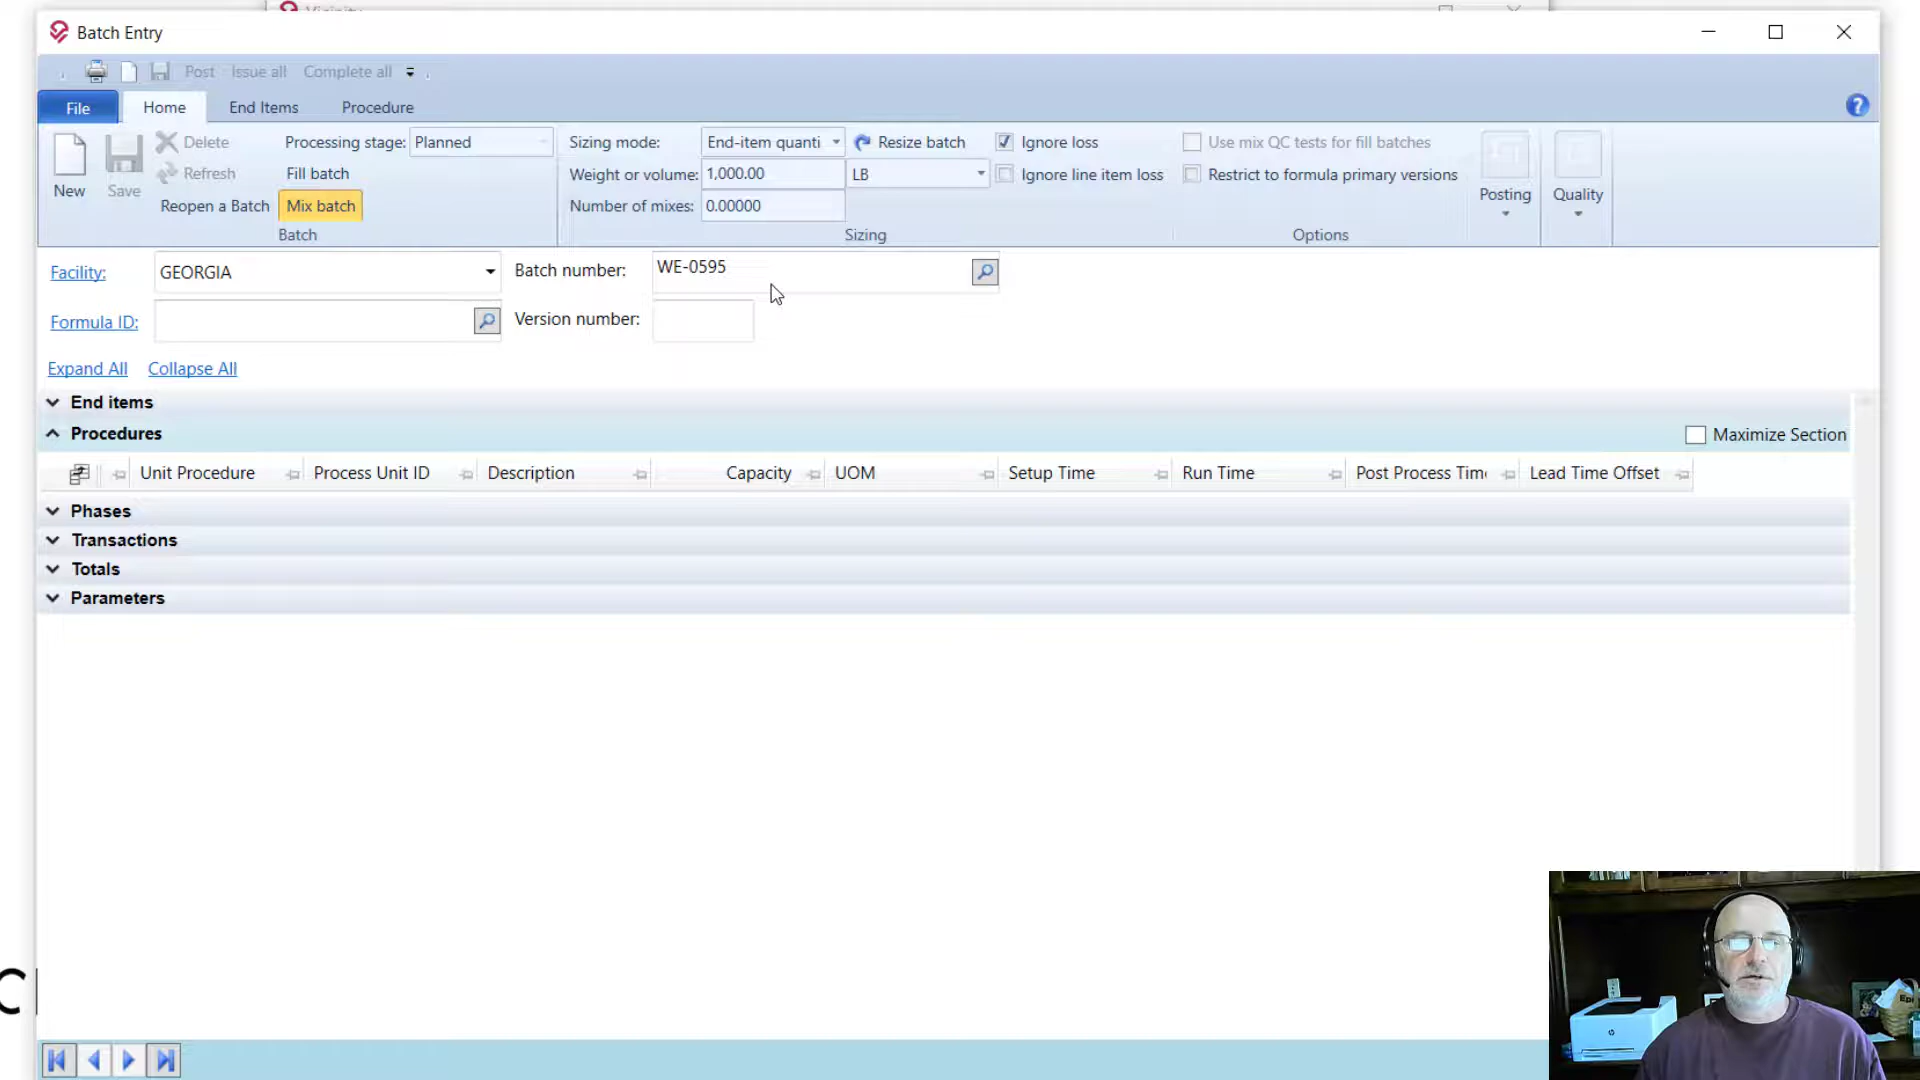 Vicinity
Batch Entry
Post Issue all Complete all
File Home End Items Procedure
New Save Delete Refresh Reopen a Batch
Processing stage: Planned
Fill batch
Mix batch
Batch
Sizing mode: End-item quanti Resize batch Ignore loss
Weight or volume: 1,000.00 LB Ignore line item loss
Number of mixes: 0.00000
Sizing
Use mix QC tests for fill batches
Restrict to formula primary versions
Options
Posting Quality
Facility: GEORGIA Batch number: WE-0595
Formula ID: Version number:
Expand All Collapse All
End items
Procedures Maximize Section
Unit Procedure Process Unit ID Description Capacity UOM Setup Time Run Time Post Process Tim Lead Time Offset
Phases
Transactions
Totals
Parameters